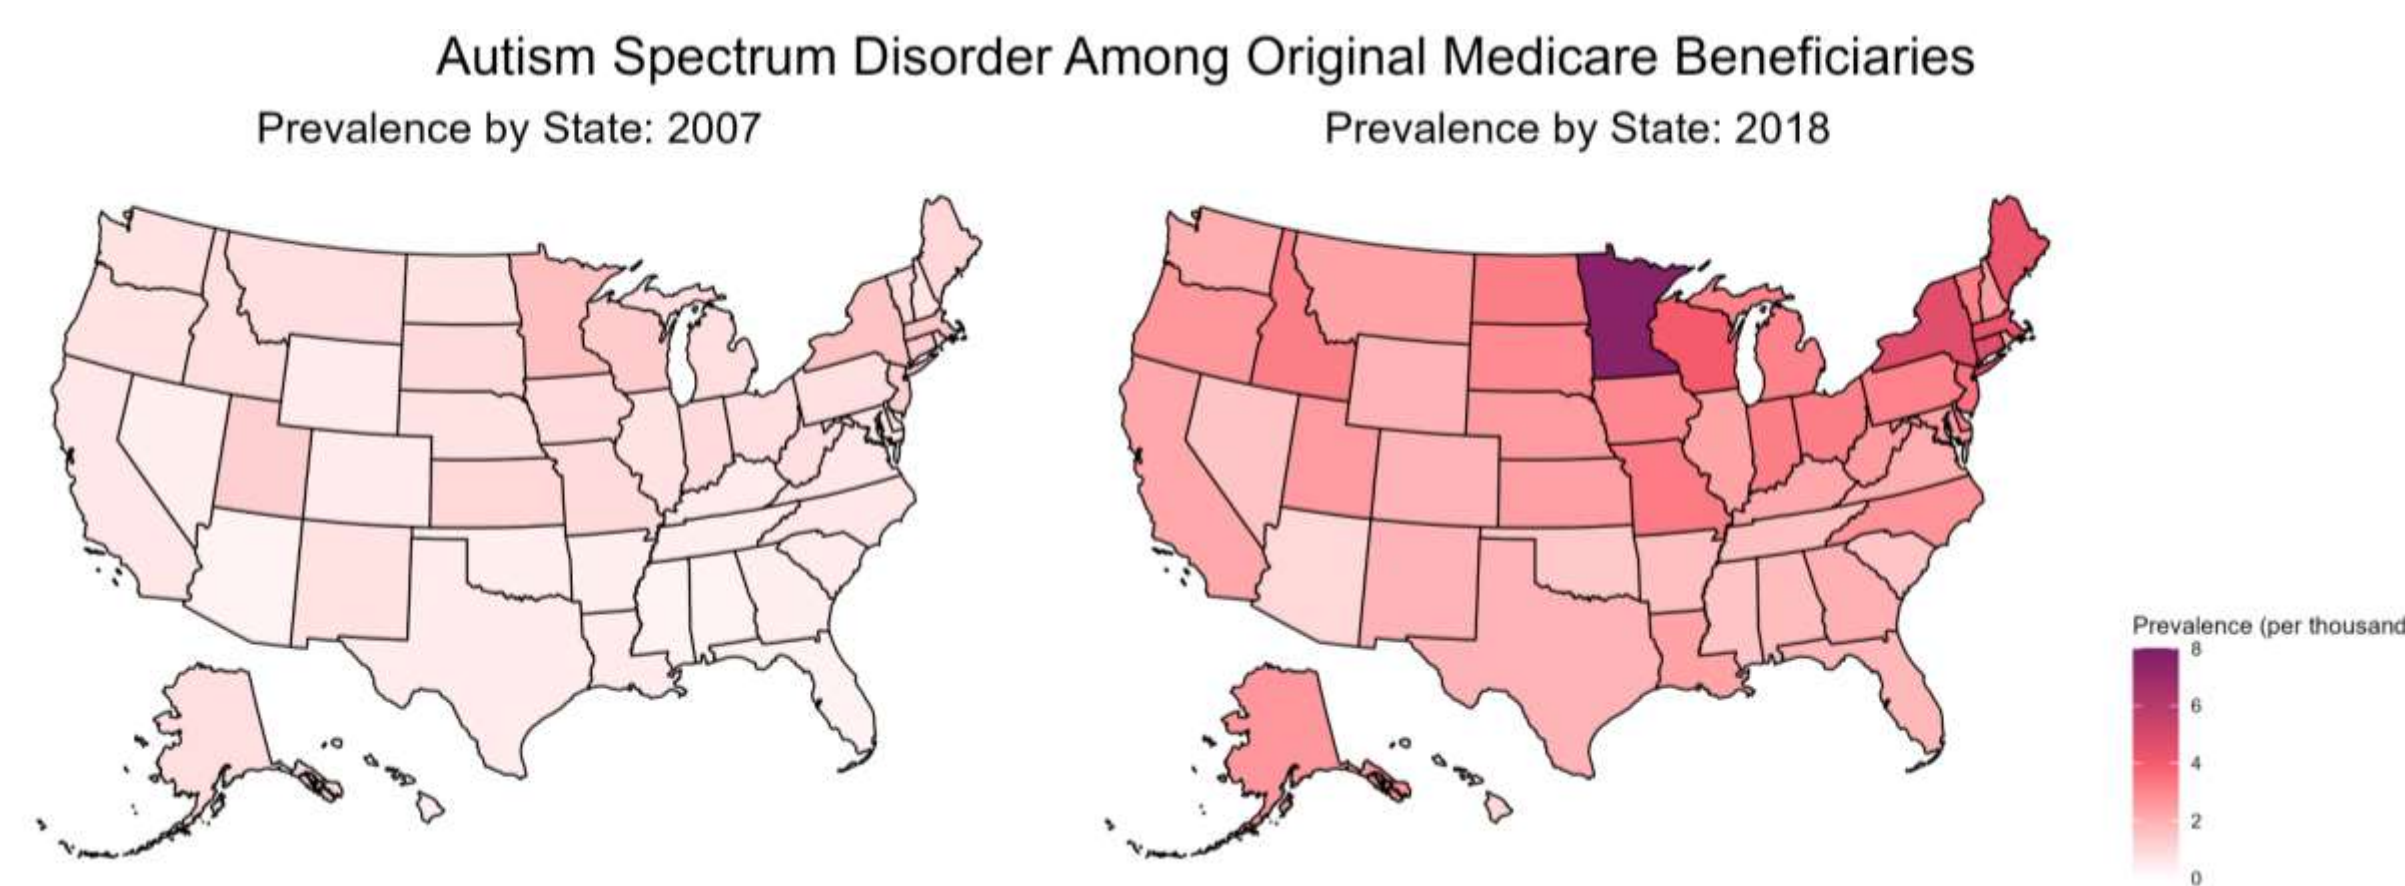 Autism Spectrum Disorder Among Original Medicare Beneficiaries
Prevalence by State: 2007
Prevalence by State: 2018
Prevalence (per thousand
8
6
4
2
0